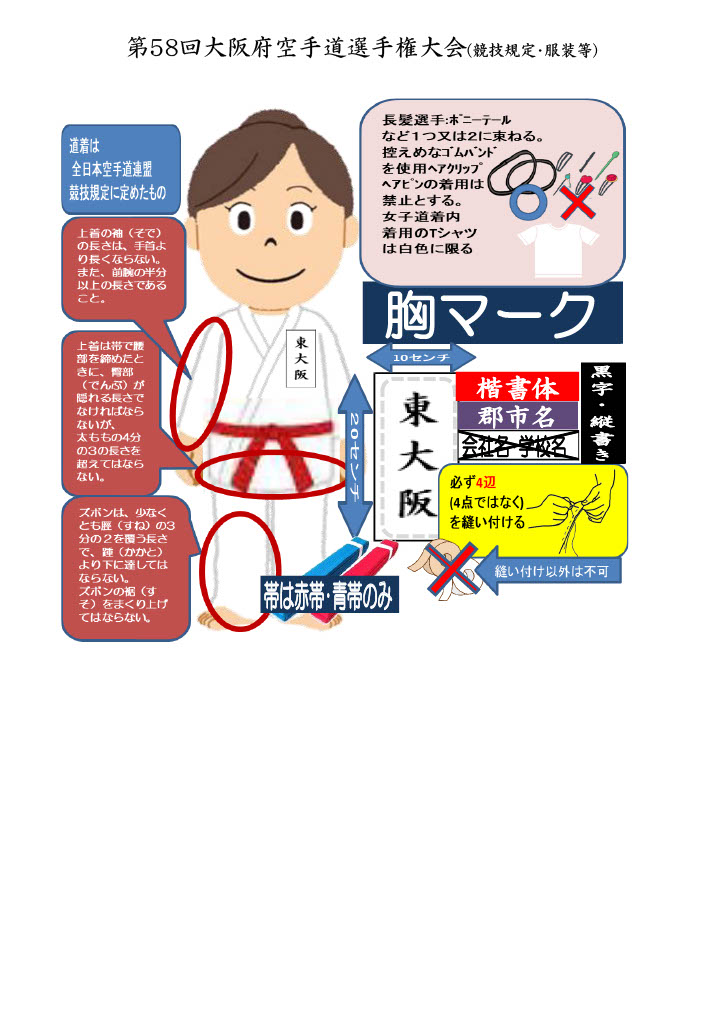 第58回大阪府空手道選手権大会(競技規定・服装等)
道着は
全日本空手道連盟
競技規定に定めたもの
上着の袖（そで）
の長さは、手首よ
り長くならない。
また、前腕の半分
以上の長さである
こと。
上着は帯で腰
部を締めたと
きに、臀部
（でんぶ）が
隠れる長さで
なければなら
ないが、
太ももの4分
の3の長さを
超えてはなら
ない。
ズボンは、少なく
とも脛（すね）の3
分の2を覆う長さ
で、踵（かかと）
より下に達しては
ならない。
ズボンの裾（す
そ）をまくり上げ
てはならない。
東大阪
帯は赤帯・青帯のみ
長髪選手:ﾎﾟﾆｰﾃｰﾙ
など1つ又は2に束ねる。
控えめなｺﾞﾑﾊﾞﾝﾄﾞ
を使用ﾍｱｸﾘｯﾌﾟ
ﾍｱﾋﾟﾝの着用は
禁止とする。
女子道着内
着用のTシャツ
は白色に限る
胸マーク
10センチ
20センチ
東大阪
楷書体
郡市名
会社名・学校名
黒字・縦書き
必ず4辺
(4点ではなく)
を縫い付ける
縫い付け以外は不可